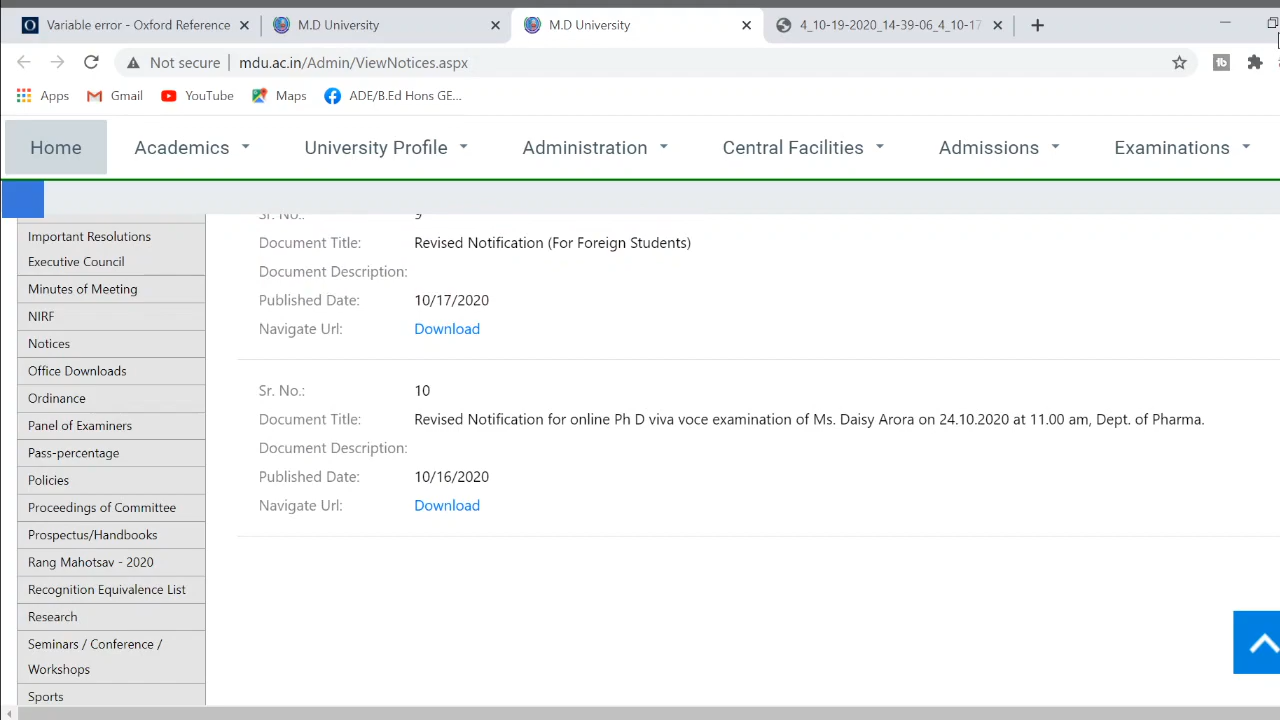 Variable error - Oxford Reference
M.D University
M.D University
4_10-19-2020_14-39-06_4_10-17
Not secure
mdu.ac.in/Admin/ViewNotices.aspx
Apps
Gmail
YouTube
Maps
ADE/B.Ed Hons GE...
Home
Academics
University Profile
Administration
Central Facilities
Admissions
Examinations
Important Resolutions
Executive Council
Minutes of Meeting
NIRF
Notices
Office Downloads
Ordinance
Panel of Examiners
Pass-percentage
Policies
Proceedings of Committee
Prospectus/Handbooks
Rang Mahotsav - 2020
Recognition Equivalence List
Research
Seminars / Conference /
Workshops
Sports
Sr. No.: 9
Document Title: Revised Notification (For Foreign Students)
Document Description:
Published Date: 10/17/2020
Navigate Url: Download
Sr. No.: 10
Document Title: Revised Notification for online Ph D viva voce examination of Ms. Daisy Arora on 24.10.2020 at 11.00 am, Dept. of Pharma.
Document Description:
Published Date: 10/16/2020
Navigate Url: Download